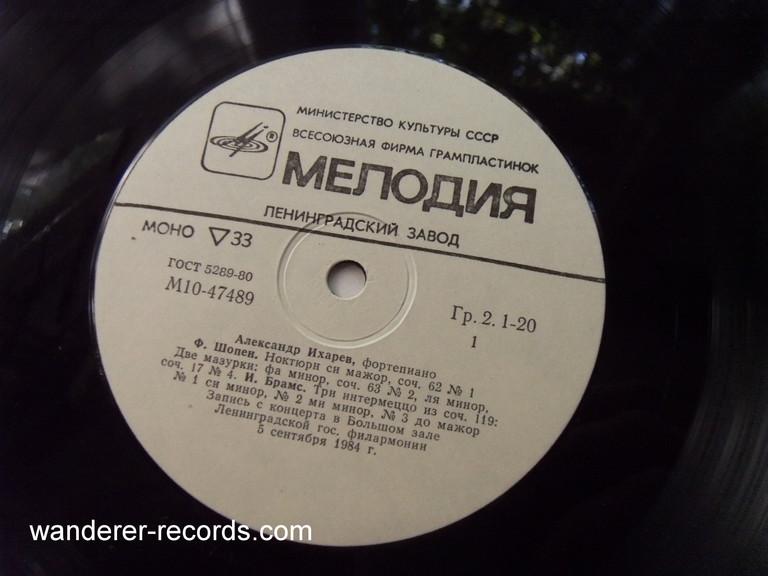 МИНИСТЕРСТВО КУЛЬТУРЫ СССР
ВСЕСОЮЗНАЯ ФИРМА ГРАМПЛАСТИНОК
®
МЕЛОДИЯ
ЛЕНИНГРАДСКИЙ ЗАВОД
МОНО ▽ 33
ГОСТ 5289-80
М10-47489
Гр. 2. 1-20
1
Александр Ихарев, фортепиано
Ф. Шопен. Ноктюрн си мажор, соч. 62 № 1
Две мазурки: фа минор, соч. 63 № 2, ля минор,
соч. 17 № 4. И. Брамс. Три интермеццо из соч. 119:
№ 1 си минор, № 2 ми минор, № 3 до мажор
Запись с концерта в Большом зале
Ленинградской гос. филармонии
5 сентября 1984 г.
wanderer-records.com